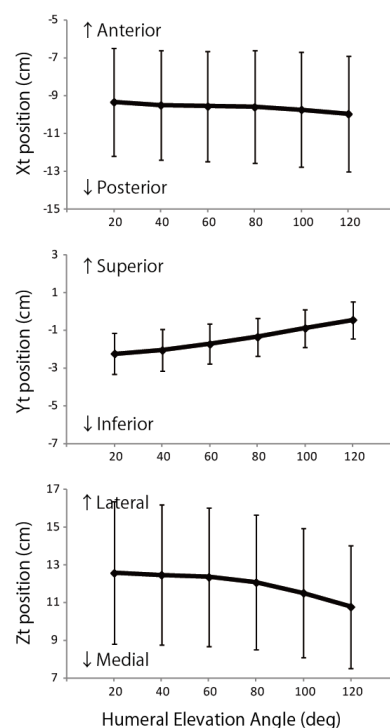 -5
↑ Anterior
-7
-9
-11
-13
↓ Posterior
-15
20 40 60 80 100 120
Xt position (cm)
3
↑ Superior
1
-1
-3
-5
↓ Inferior
-7
20 40 60 80 100 120
Yt position (cm)
17
↑ Lateral
15
13
11
9
↓ Medial
7
20 40 60 80 100 120
Zt position (cm)
Humeral Elevation Angle (deg)